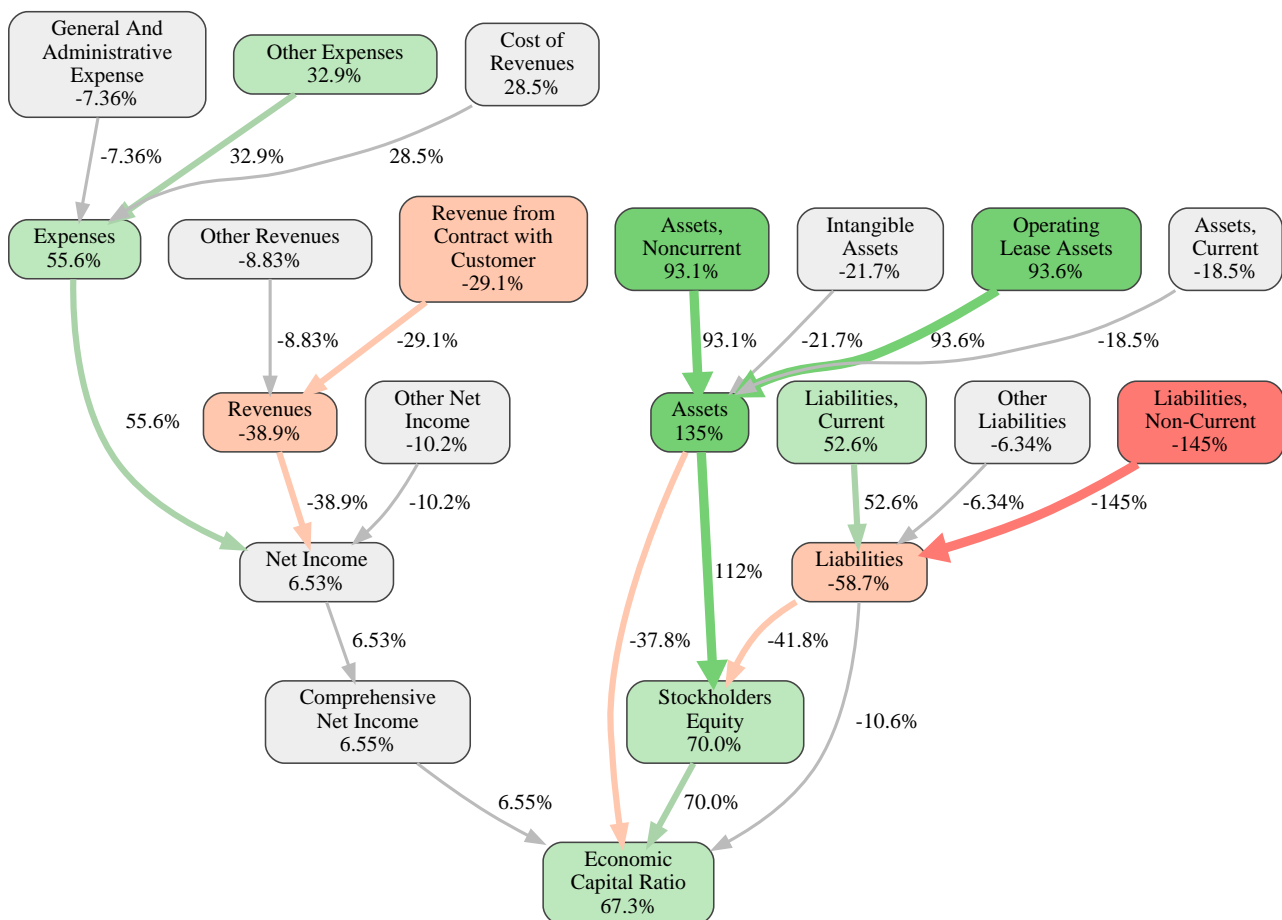 General And
Administrative
Expense
-7.36%
Other Expenses
32.9%
Cost of
Revenues
28.5%
-7.36%
32.9%
28.5%
Expenses
55.6%
Other Revenues
-8.83%
Revenue from
Contract with
Customer
-29.1%
Assets,
Noncurrent
93.1%
Intangible
Assets
-21.7%
Operating
Lease Assets
93.6%
Assets,
Current
-18.5%
-8.83%
-29.1%
93.1%
-21.7%
93.6%
-18.5%
55.6%
Revenues
-38.9%
Other Net
Income
-10.2%
Assets
135%
Liabilities,
Current
52.6%
Other
Liabilities
-6.34%
Liabilities,
Non-Current
-145%
-38.9%
-10.2%
52.6%
-6.34%
-145%
Net Income
6.53%
112%
Liabilities
-58.7%
6.53%
-37.8%
-41.8%
Comprehensive
Net Income
6.55%
Stockholders
Equity
70.0%
-10.6%
6.55%
70.0%
Economic
Capital Ratio
67.3%